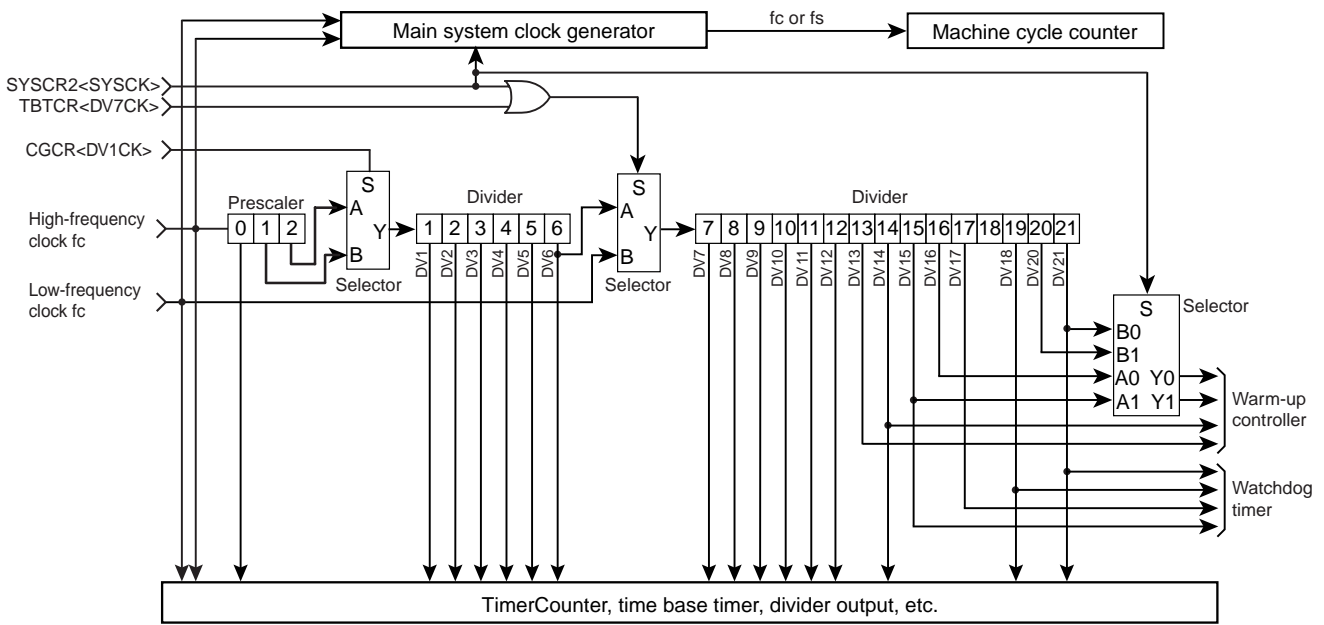 Main system clock generator
fc or fs
Machine cycle counter
SYSCR2<SYSCK>
TBTCR<DV7CK>
CGCR<DV1CK>
High-frequency
clock fc
Low-frequency
clock fc
Prescaler
0 1 2
S
A
B
Y
Selector
Divider
1 2 3 4 5 6
DV1 DV2 DV3 DV4 DV5 DV6
S
A
B
Y
Selector
Divider
7 8 9 10 11 12 13 14 15 16 17 18 19 20 21
DV7 DV8 DV9 DV10 DV11 DV12 DV13 DV14 DV15 DV16 DV17 DV18 DV20 DV21
S
Selector
B0
B1
A0 Y0
A1 Y1
Warm-up
controller
Watchdog
timer
TimerCounter, time base timer, divider output, etc.